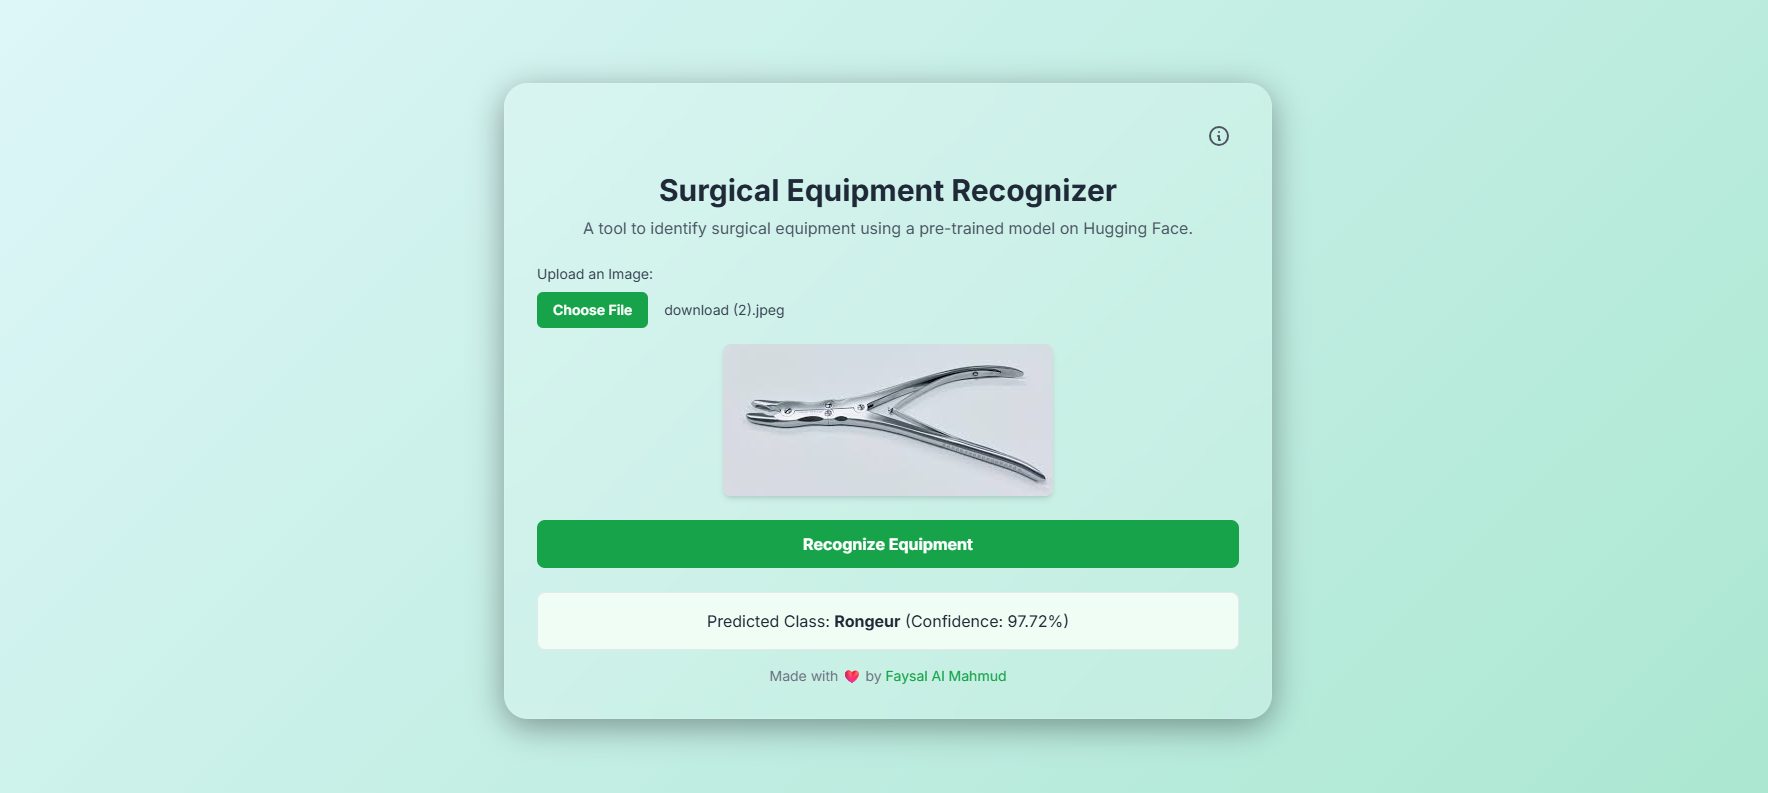 Surgical Equipment Recognizer
A tool to identify surgical equipment using a pre-trained model on Hugging Face.
Upload an Image:
Choose File download (2).jpeg
Recognize Equipment
Predicted Class: Rongeur (Confidence: 97.72%)
Made with ❤️ by Faysal Al Mahmud